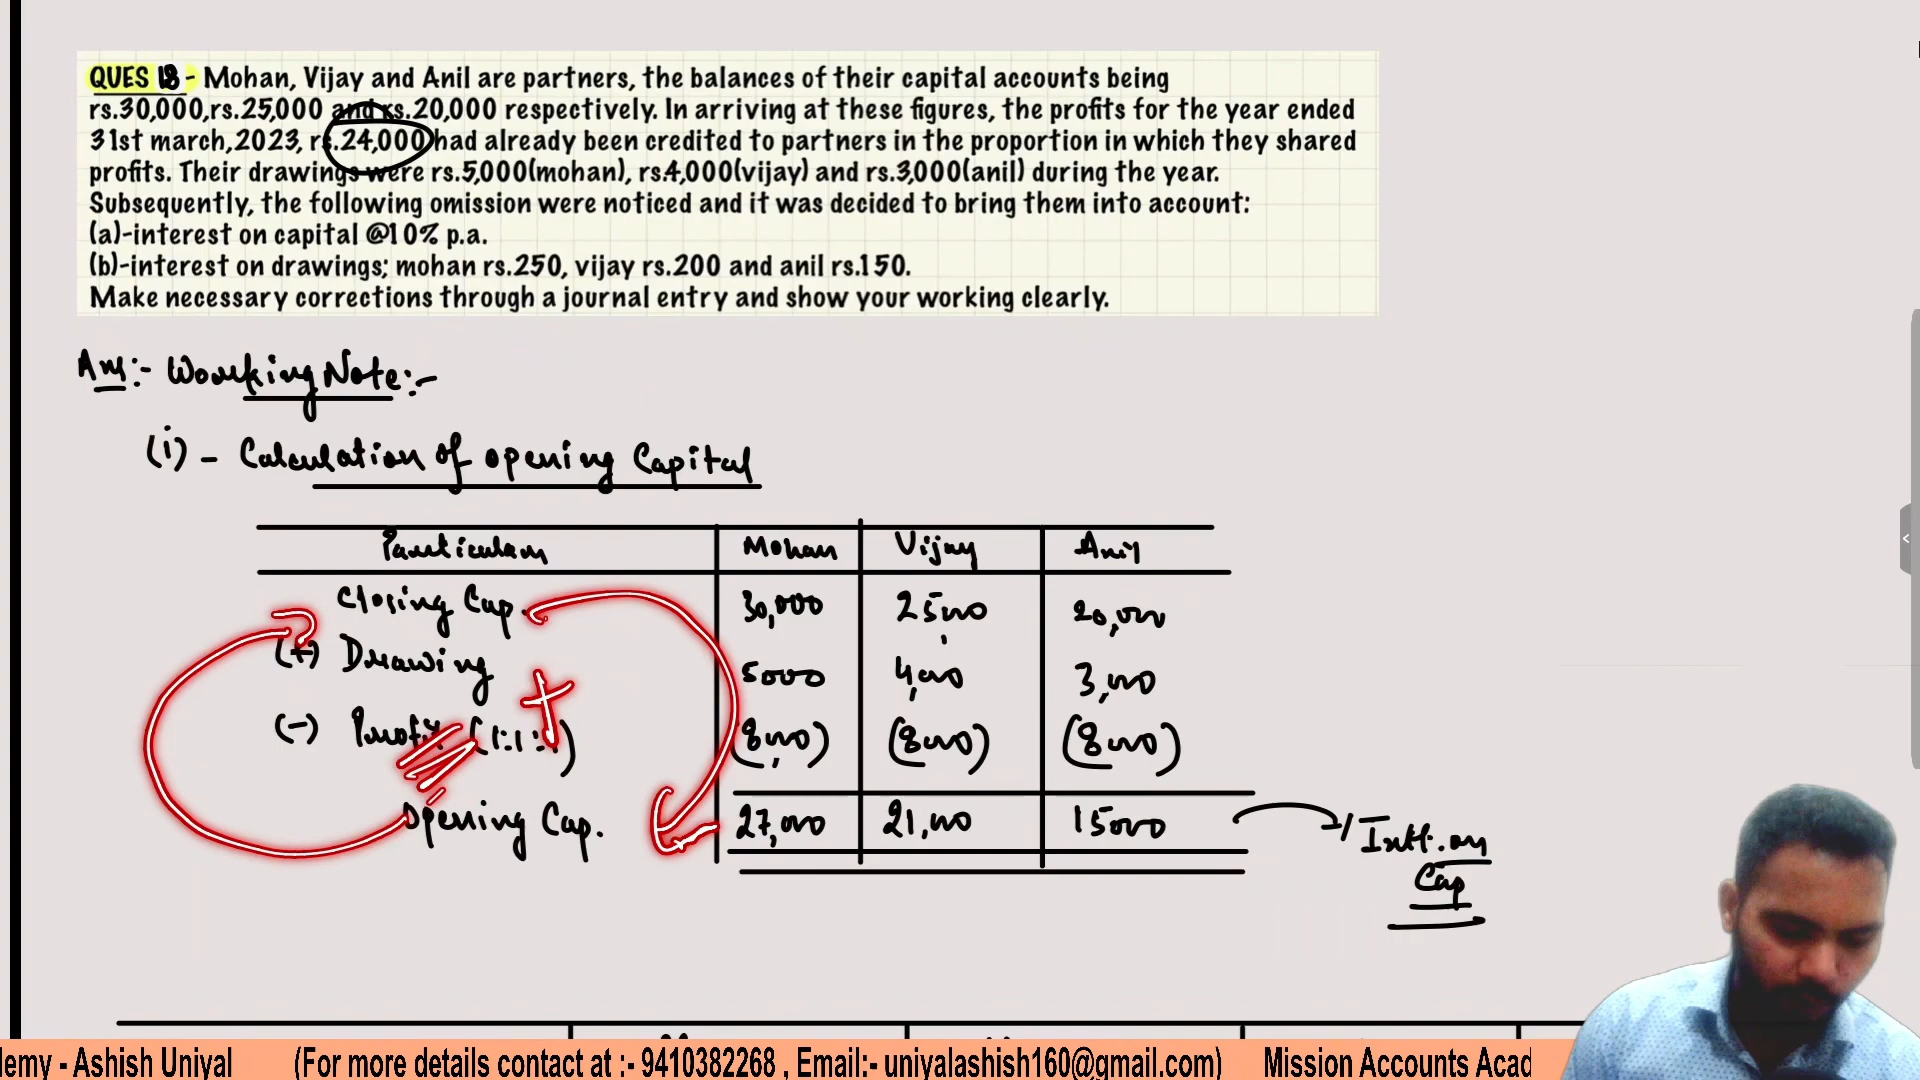 QUES 18 - Mohan, Vijay and Anil are partners, the balances of their capital accounts being
rs.30,000,rs.25,000 and rs.20,000 respectively. In arriving at these figures, the profits for the year ended
31st march,2023, rs.24,000 had already been credited to partners in the proportion in which they shared
profits. Their drawings were rs.5,000(mohan), rs.4,000(vijay) and rs.3,000(anil) during the year.
Subsequently, the following omission were noticed and it was decided to bring them into account:
(a)-interest on capital @10% p.a.
(b)-interest on drawings; mohan rs.250, vijay rs.200 and anil rs.150.
Make necessary corrections through a journal entry and show your working clearly.
Ans:- Working Note:-
(i) - Calculation of opening Capital
Particulars Mohan Vijay Anil
Closing Cap. 30,000 25,000 20,000
(+) Drawing 5000 4,000 3,000
(-) Profit (1:1:1) (8,000) (8000) (8000)
Opening Cap. 27,000 21,000 15000
Intt. on
Cap
demy - Ashish Uniyal (For more details contact at :- 9410382268 , Email:- uniyalashish160@gmail.com) Mission Accounts Acad